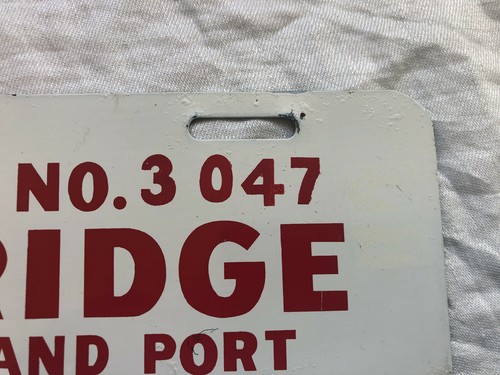 NO. 3 047
RIDGE
AND PORT